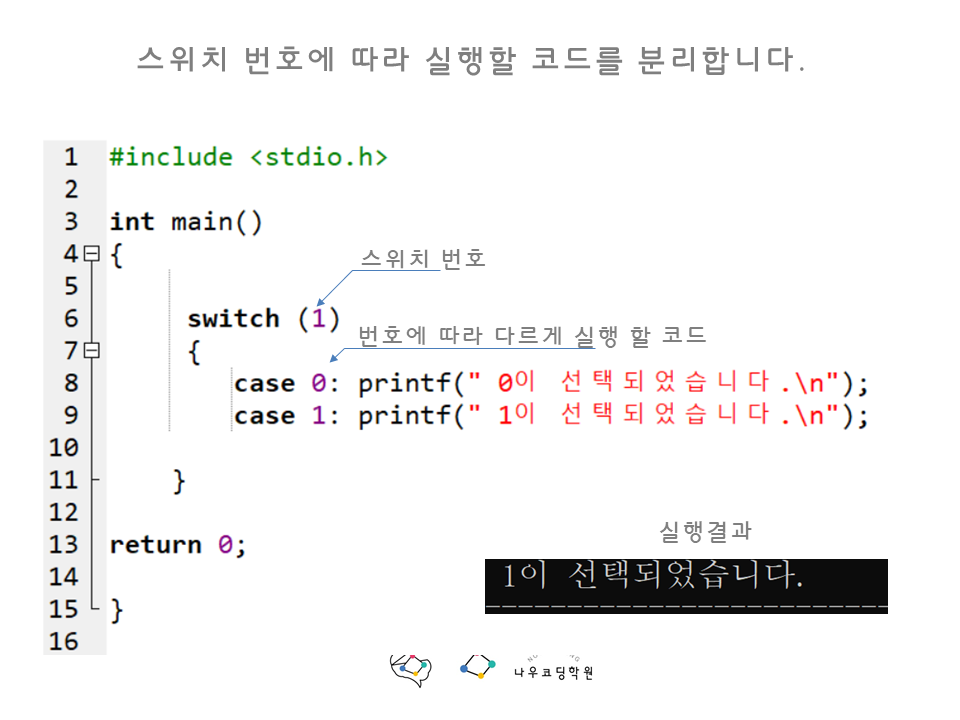 스위치 번호에 따라 실행할 코드를 분리합니다.
1 #include <stdio.h>
2
3 int main()
4 {
스위치 번호
5
6 switch (1)
번호에 따라 다르게 실행 할 코드
7 {
8 case 0: printf(" 0이 선택되었습니다.\n");
9 case 1: printf(" 1이 선택되었습니다.\n");
10
11 }
12
실행결과
13 return 0;
1이 선택되었습니다.
14
15 }
16
나우코딩학원